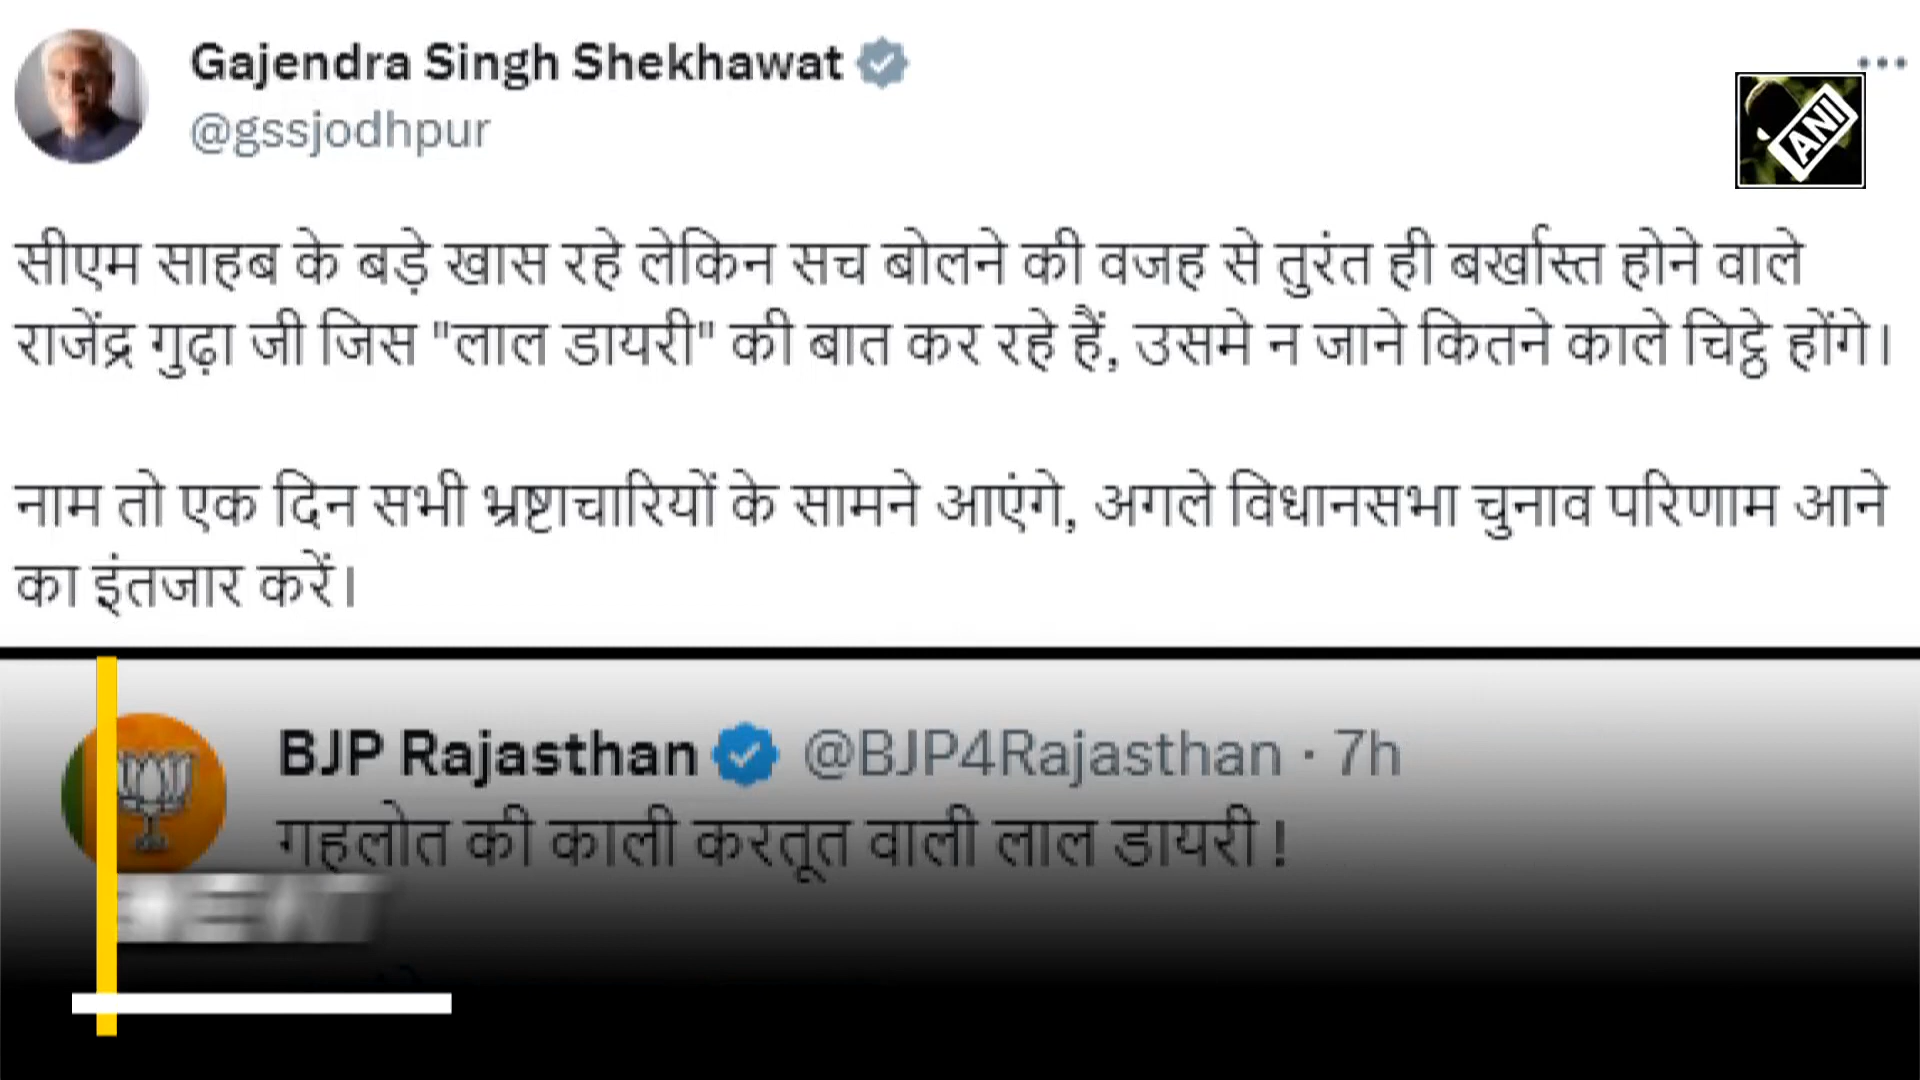 Gajendra Singh Shekhawat
@gssjodhpur
ANI
सीएम साहब के बड़े खास रहे लेकिन सच बोलने की वजह से तुरंत ही बर्खास्त होने वाले
राजेंद्र गुढ़ा जी जिस "लाल डायरी" की बात कर रहे हैं, उसमे न जाने कितने काले चिट्ठे होंगे।
नाम तो एक दिन सभी भ्रष्टाचारियों के सामने आएंगे, अगले विधानसभा चुनाव परिणाम आने
का इंतजार करें।
BJP Rajasthan @BJP4Rajasthan · 7h
गहलोत की काली करतूत वाली लाल डायरी !